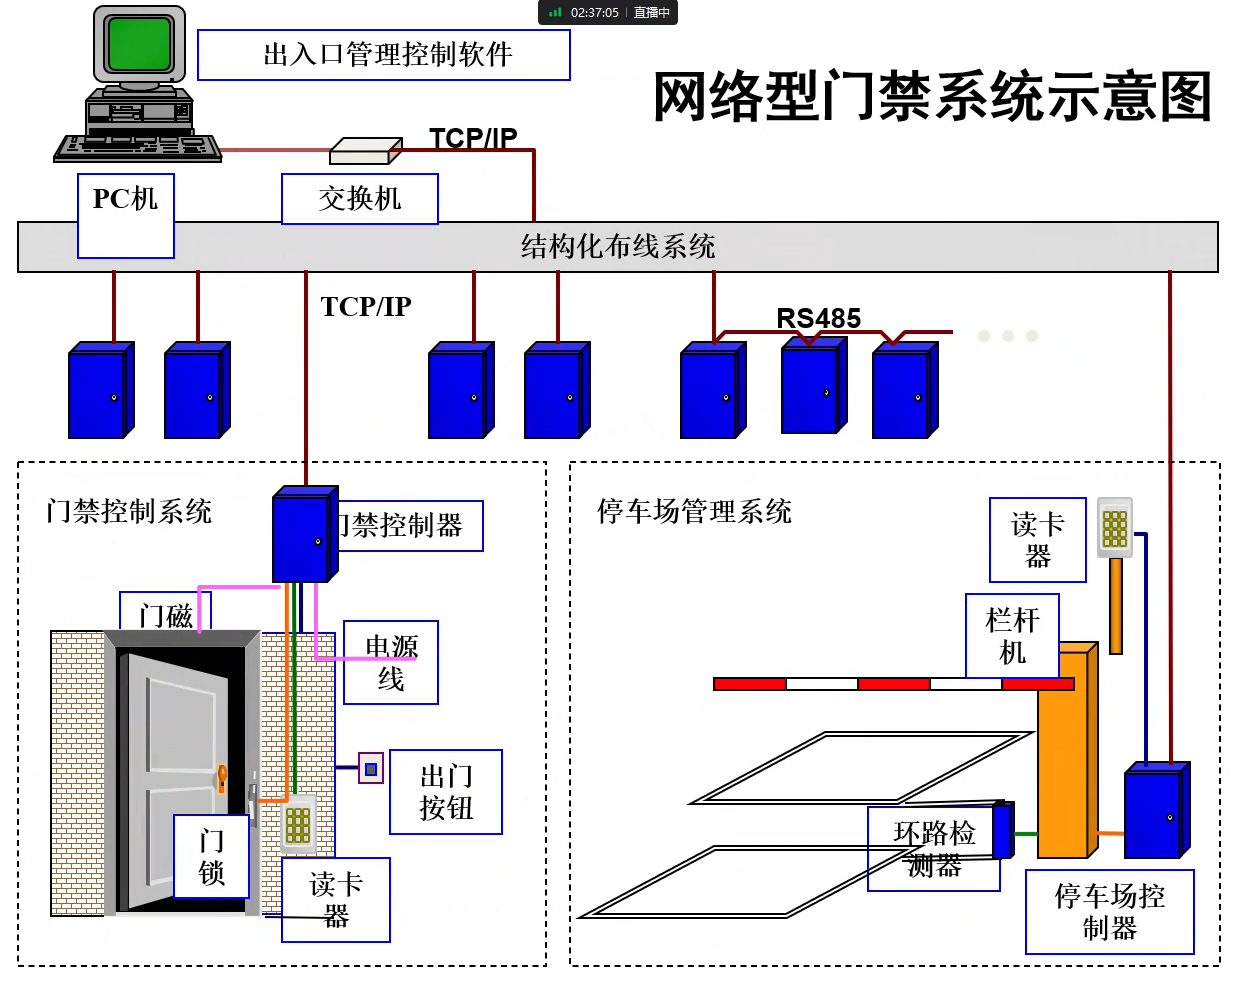 02:37:05 直播中
出入口管理控制软件
网络型门禁系统示意图
TCP/IP
PC机
交换机
结构化布线系统
TCP/IP
RS485
门禁控制系统
门禁控制器
门磁
电源
线
出门
按钮
门
锁
读卡
器
停车场管理系统
读卡
器
栏杆
机
环路检
测器
停车场控
制器